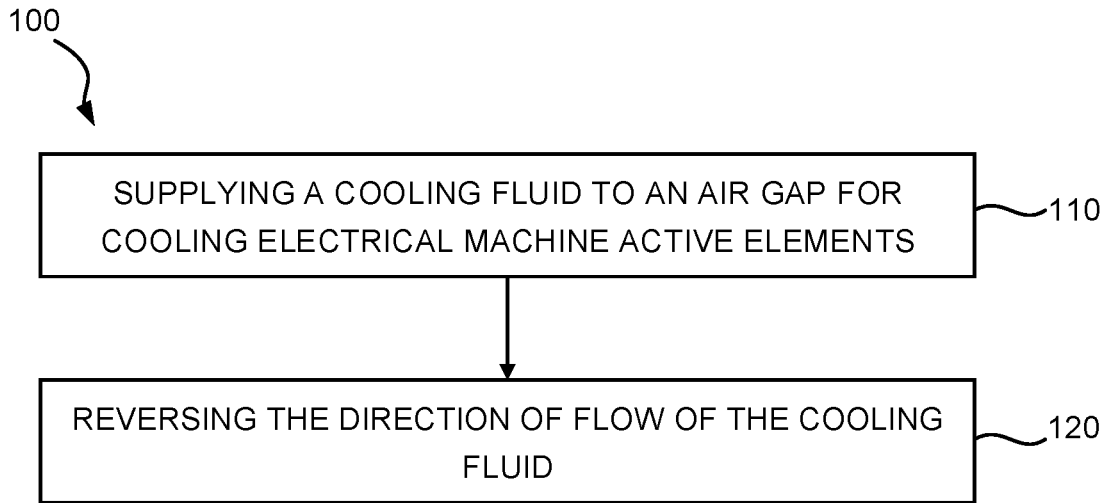 100
SUPPLYING A COOLING FLUID TO AN AIR GAP FOR
COOLING ELECTRICAL MACHINE ACTIVE ELEMENTS
110
REVERSING THE DIRECTION OF FLOW OF THE COOLING
FLUID
120